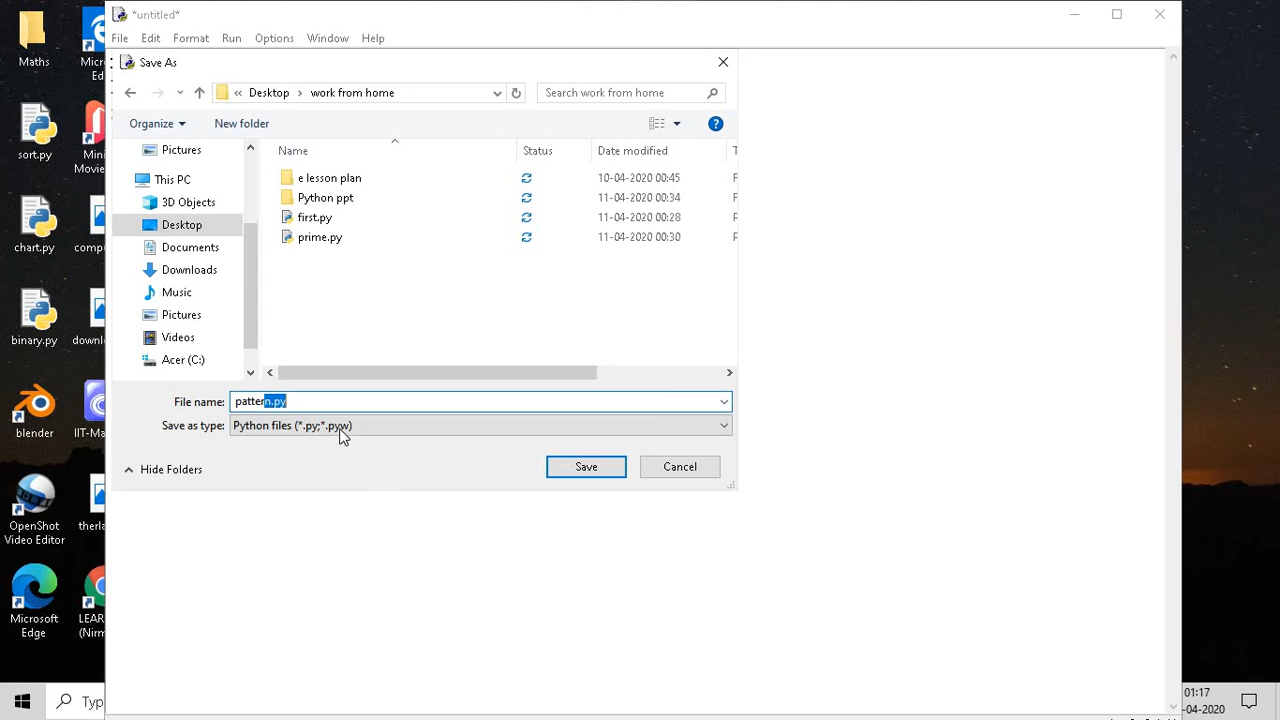 *untitled*
File Edit Format Run Options Window Help
Save As
Desktop › work from home
Search work from home
Organize
New folder
Name
Status
Date modified
Pictures
This PC
3D Objects
Desktop
Documents
Downloads
Music
Pictures
Videos
Acer (C:)
e lesson plan 10-04-2020 00:45
Python ppt 11-04-2020 00:34
first.py 11-04-2020 00:28
prime.py 11-04-2020 00:30
File name: pattern.py
Save as type: Python files (*.py;*.pyw)
Hide Folders
Save
Cancel
Maths
sort.py
chart.py
binary.py
blender
OpenShot
Video Editor
Microsoft
Edge
Mini
Movie
comp
downl
IIT-M
therla
LEAR
(Nirm
Typ
01:17
-04-2020